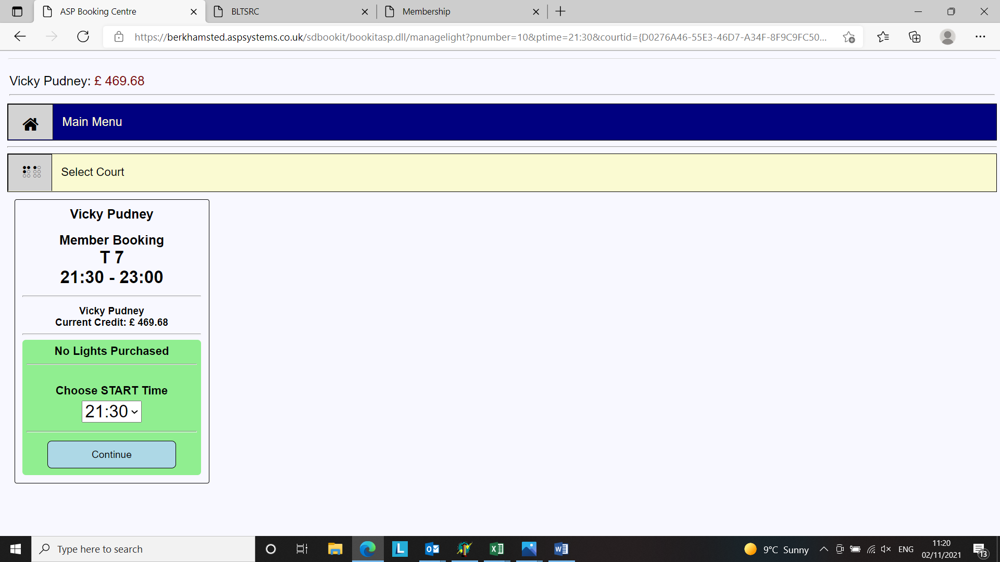 ASP Booking Centre
BLTSRC
Membership
https://berkhamsted.aspsystems.co.uk/sdbookit/bookitasp.dll/managelight?pnumber=10&ptime=21:30&courtid={D0276A46-55E3-46D7-A34F-8F9C9FC50...
Vicky Pudney: £ 469.68
Main Menu
Select Court
Vicky Pudney
Member Booking
T 7
21:30 - 23:00
Vicky Pudney
Current Credit: £ 469.68
No Lights Purchased
Choose START Time
21:30
Continue
Type here to search
9°C Sunny
ENG
11:20
02/11/2021
13